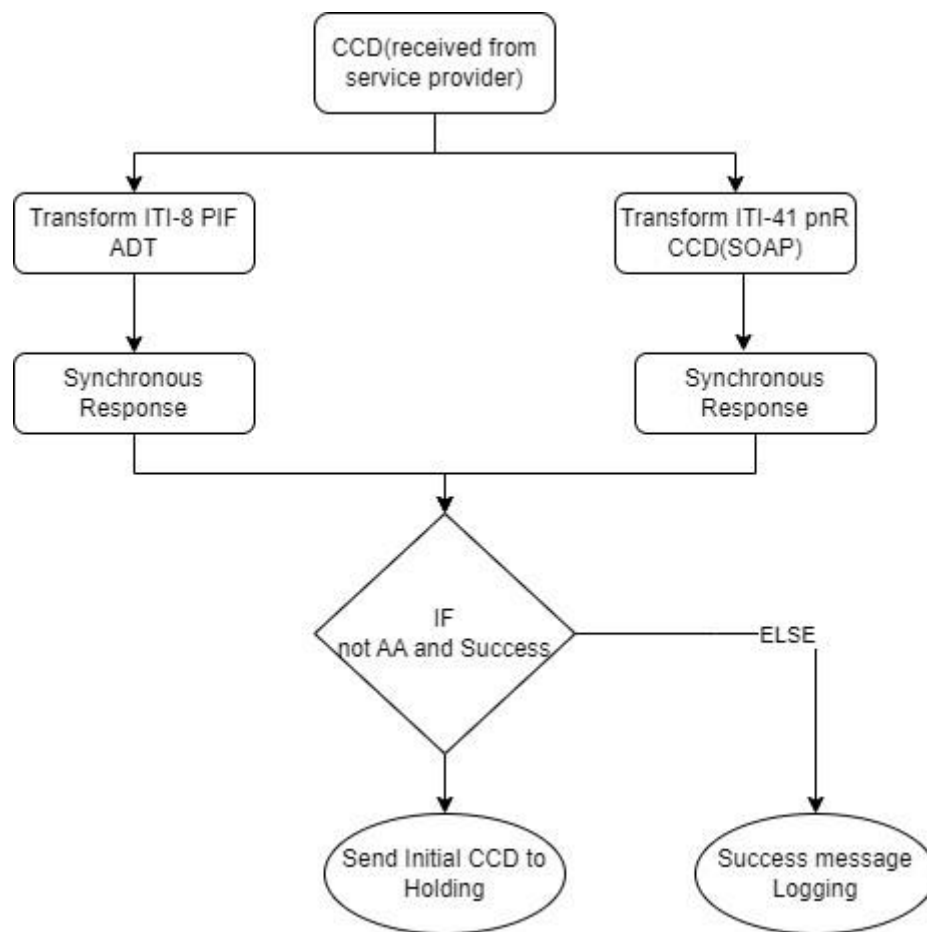 CCD(received from
service provider)
Transform ITI-8 PIF
ADT
Transform ITI-41 pnR
CCD(SOAP)
Synchronous
Response
Synchronous
Response
IF
not AA and Success
ELSE
Send Initial CCD to
Holding
Success message
Logging